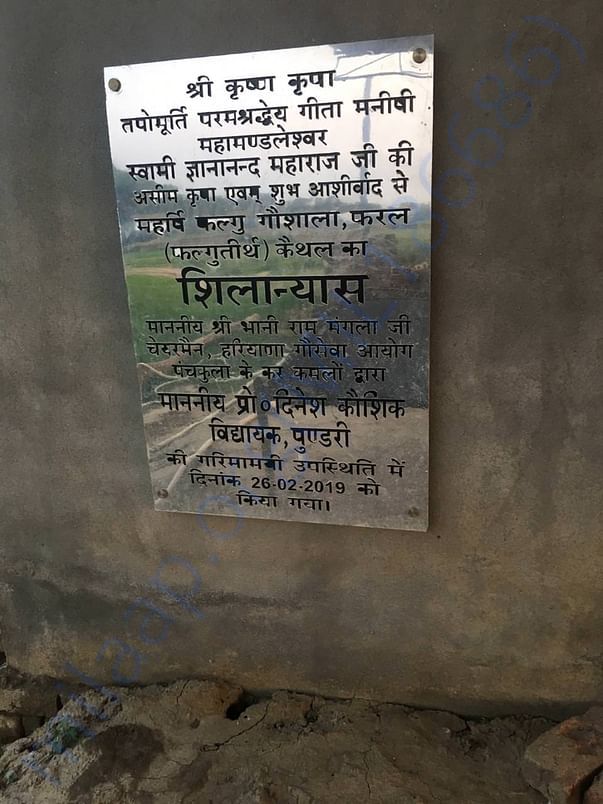 श्री कृष्ण कृपा
तपोमूर्ति परमश्रद्धेय गीता मनीषी
महामण्डलेश्वर
स्वामी ज्ञानानन्द महाराज जी की
असीम कृपा एवम् शुभ आशीर्वाद से
महर्षि फल्गु गौशाला,फरल
(फल्गुतीर्थ) कैथल का
शिलान्यास
माननीय श्री भानी राम मंगला जी
चेयरमैन, हरियाणा गौसेवा आयोग
पंचकुला के कर कमलों द्वारा
माननीय प्रो० दिनेश कौशिक
विद्यायक,पुण्डरी
की गरिमामयी उपस्थिति में
दिनांक 26-02-2019 को
किया गया।